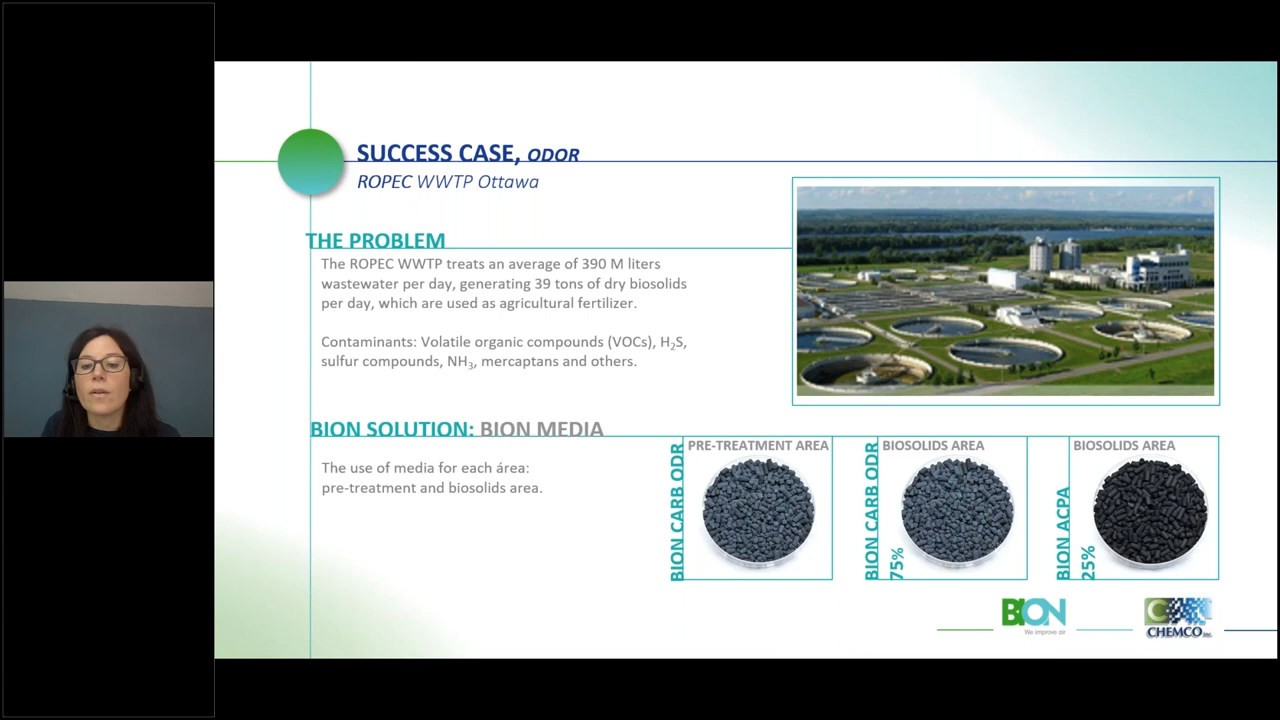 SUCCESS CASE, ODOR
ROPEC WWTP Ottawa
THE PROBLEM
The ROPEC WWTP treats an average of 390 M liters
wastewater per day, generating 39 tons of dry biosolids
per day, which are used as agricultural fertilizer.
Contaminants: Volatile organic compounds (VOCs), H₂S,
sulfur compounds, NH₃, mercaptans and others.
BION SOLUTION: BION MEDIA
The use of media for each área:
pre-treatment and biosolids area.
BION CARB ODR
PRE-TREATMENT AREA
BION CARB ODR
75%
BIOSOLIDS AREA
BION ACPA
25%
BIOSOLIDS AREA
BION
We improve air
C
CHEMCO Inc.